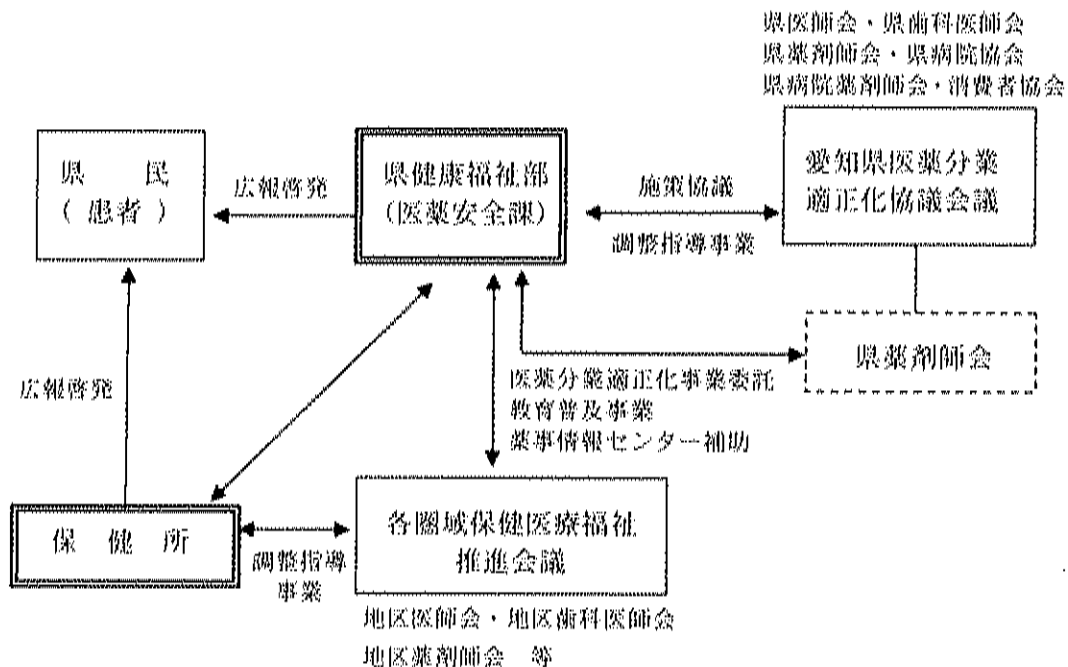 県医師会・県歯科医師会
県薬剤師会・県病院協会
県病院薬剤師会・消費者協会
県　民
（ 患者 ）
広報啓発
県健康福祉部
（医薬安全課）
施策協議
調整指導事業
愛知県医薬分業
適正化協議会議
県薬剤師会
広報啓発
医薬分業適正化事業委託
教育普及事業
薬事情報センター補助
保　健　所
調整指導
事業
各圏域保健医療福祉
推進会議
地区医師会・地区歯科医師会
地区薬剤師会　等